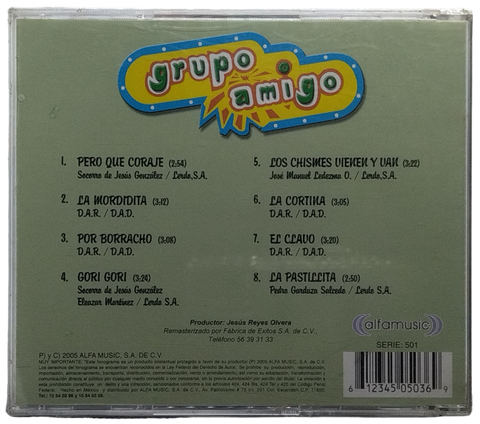 grupo
amigo
1. PERO QUE CORAJE (2:54)
Socorro de Jesús González / Lerdo, S.A.
2. LA MORDIDITA (3:12)
D.A.R. / D.A.D.
3. POR BORRACHO (3:08)
D.A.R. / D.A.D.
4. GORI GORI (3:24)
Socorro de Jesús González
Eleazar Martínez / Lerdo S.A.
5. LOS CHISMES VIENEN Y VAN (3:22)
José Manuel Ledezma O. / Lerdo, S.A.
6. LA CORTINA (3:05)
D.A.R. / D.A.D.
7. EL CLAVO (3:20)
D.A.R. / D.A.D.
8. LA PASTILLITA (2:50)
Pedro Garduza Salcedo / Lerdo S.A.
Productor: Jesús Reyes Olvera
Remasterizado por Fábrica de Exitos S.A. de C.V.
Teléfono 56 39 31 33
alfamusic
SERIE: 501
P) y C) 2005 ALFA MUSIC, S.A. DE C.V.
6 12345 05036 9